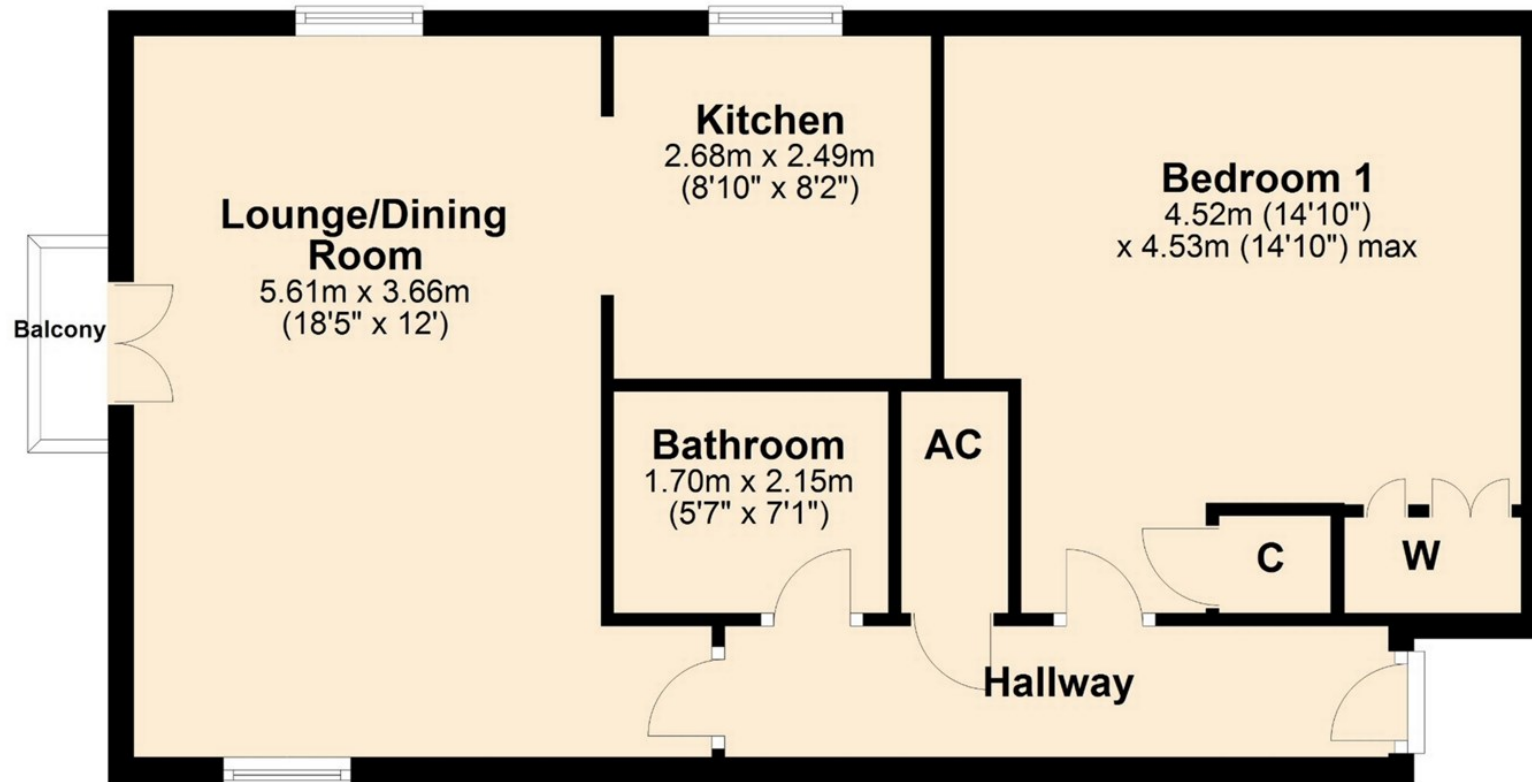 Kitchen
2.68m x 2.49m
(8'10" x 8'2")
Bedroom 1
4.52m (14'10")
x 4.53m (14'10") max
Lounge/Dining
Room
5.61m x 3.66m
(18'5" x 12')
Balcony
Bathroom
1.70m x 2.15m
(5'7" x 7'1")
AC
C
W
Hallway